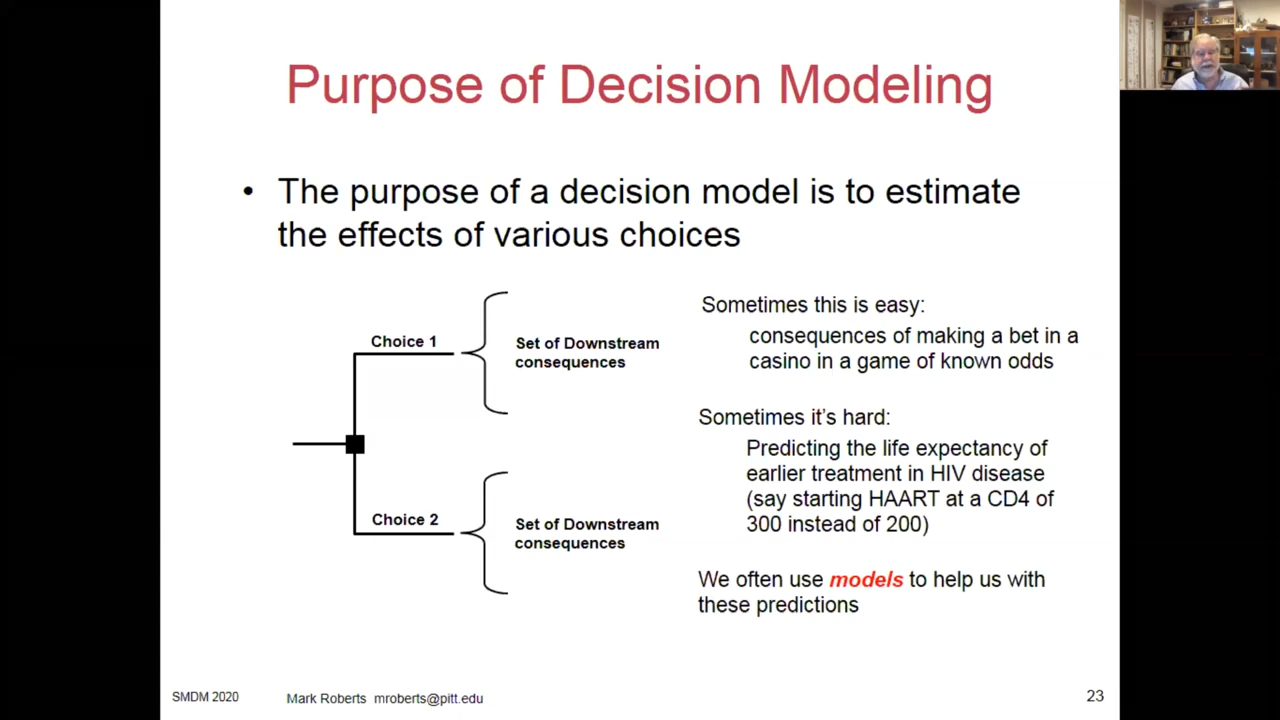 Purpose of Decision Modeling
• The purpose of a decision model is to estimate
the effects of various choices
Choice 1
Set of Downstream
consequences
Choice 2
Set of Downstream
consequences
Sometimes this is easy:
consequences of making a bet in a
casino in a game of known odds
Sometimes it's hard:
Predicting the life expectancy of
earlier treatment in HIV disease
(say starting HAART at a CD4 of
300 instead of 200)
We often use models to help us with
these predictions
SMDM 2020
Mark Roberts mroberts@pitt.edu
23